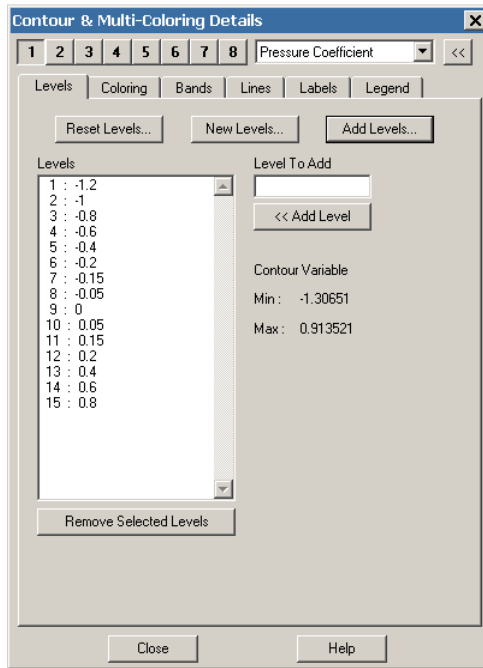 Contour & Multi-Coloring Details
1 2 3 4 5 6 7 8 Pressure Coefficient <<
Levels Coloring Bands Lines Labels Legend
Reset Levels... New Levels... Add Levels...
Levels
1 : -1.2
2 : -1
3 : -0.8
4 : -0.6
5 : -0.4
6 : -0.2
7 : -0.15
8 : -0.05
9 : 0
10 : 0.05
11 : 0.15
12 : 0.2
13 : 0.4
14 : 0.6
15 : 0.8
Remove Selected Levels
Level To Add
<< Add Level
Contour Variable
Min : -1.30651
Max : 0.913521
Close Help